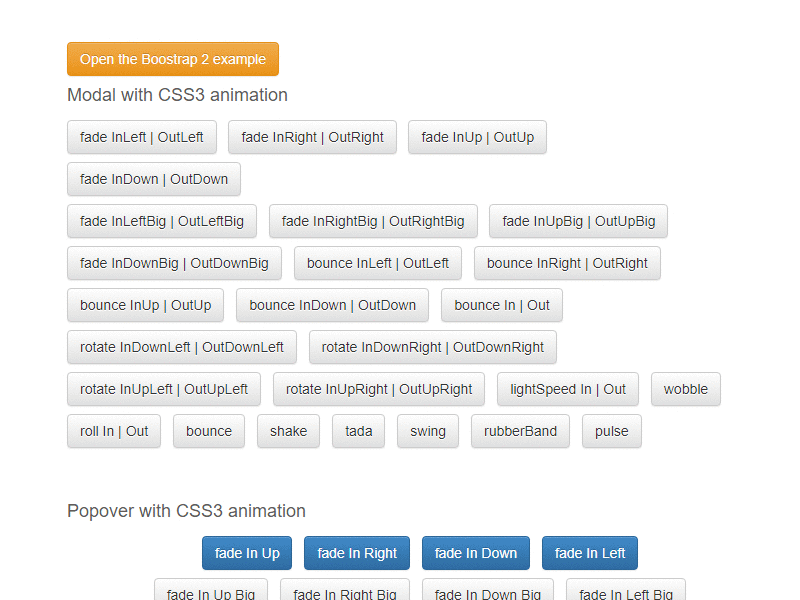 Open the Boostrap 2 example
Modal with CSS3 animation
fade InLeft | OutLeft fade InRight | OutRight fade InUp | OutUp
fade InDown | OutDown
fade InLeftBig | OutLeftBig fade InRightBig | OutRightBig fade InUpBig | OutUpBig
fade InDownBig | OutDownBig bounce InLeft | OutLeft bounce InRight | OutRight
bounce InUp | OutUp bounce InDown | OutDown bounce In | Out
rotate InDownLeft | OutDownLeft rotate InDownRight | OutDownRight
rotate InUpLeft | OutUpLeft rotate InUpRight | OutUpRight lightSpeed In | Out wobble
roll In | Out bounce shake tada swing rubberBand pulse
Popover with CSS3 animation
fade In Up fade In Right fade In Down fade In Left
fade In Up Big fade In Right Big fade In Down Big fade In Left Big